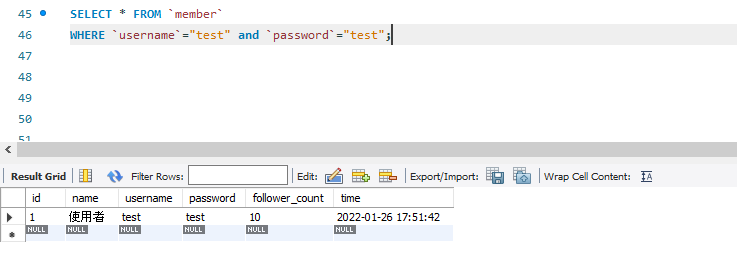 45 SELECT * FROM `member`
46 WHERE `username`="test" and `password`="test";
47
48
49
50
51
Result Grid Filter Rows: Edit: Export/Import: Wrap Cell Content:
id name username password follower_count time
1 使用者 test test 10 2022-01-26 17:51:42
NULL NULL NULL NULL NULL NULL